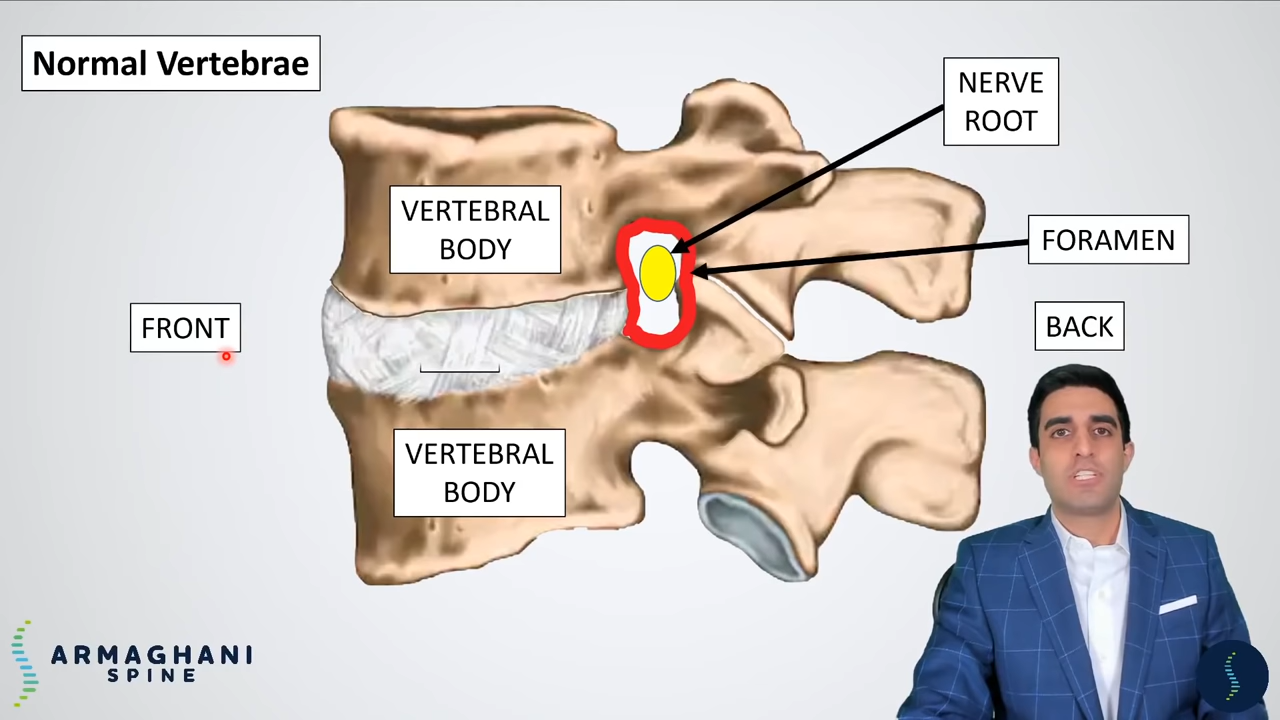 Normal Vertebrae
NERVE
ROOT
VERTEBRAL
BODY
FORAMEN
FRONT
BACK
VERTEBRAL
BODY
ARMAGHANI
SPINE